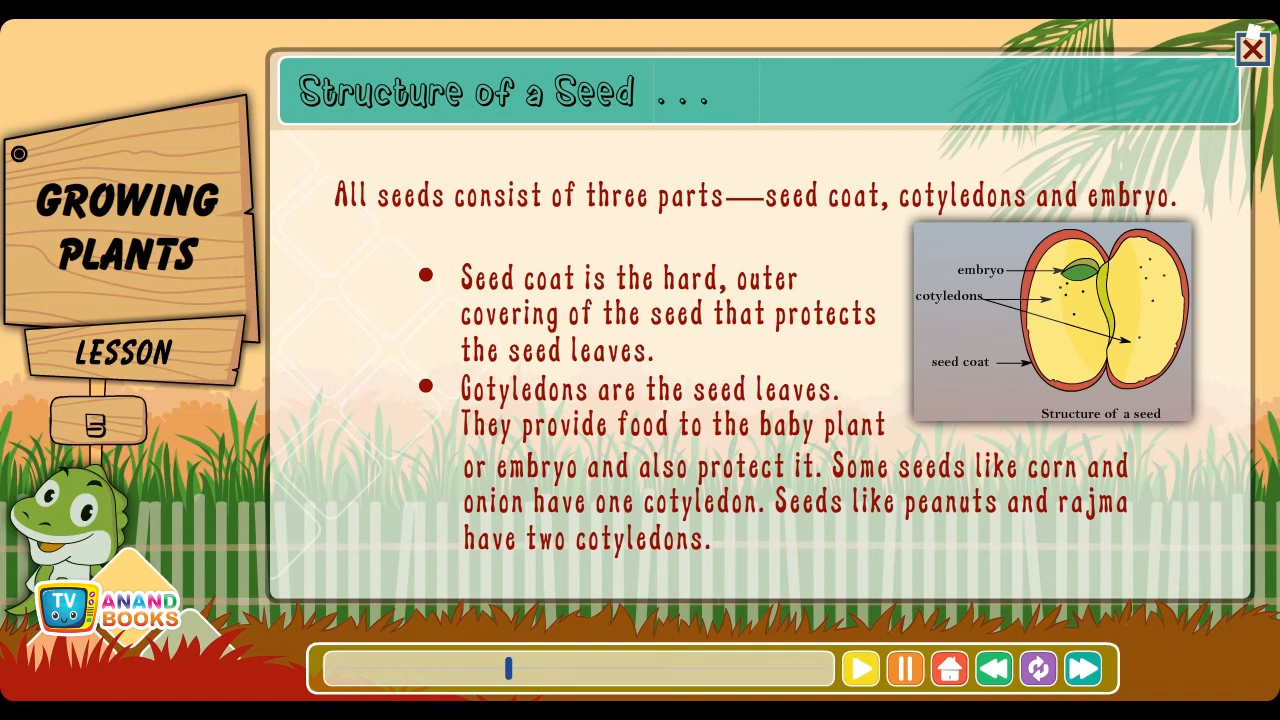 Structure of a Seed ...
GROWING
PLANTS
LESSON
5
All seeds consist of three parts—seed coat, cotyledons and embryo.
• Seed coat is the hard, outer
covering of the seed that protects
the seed leaves.
• Cotyledons are the seed leaves.
They provide food to the baby plant
or embryo and also protect it. Some seeds like corn and
onion have one cotyledon. Seeds like peanuts and rajma
have two cotyledons.
embryo
cotyledons
seed coat
Structure of a seed
TV
ANAND
BOOKS